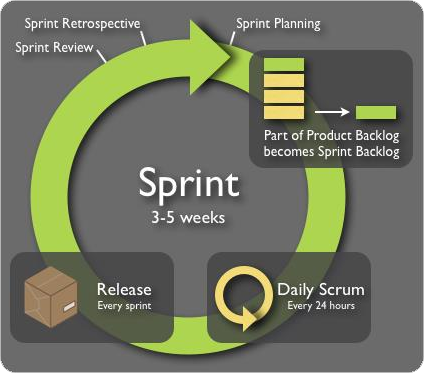 Sprint Retrospective
Sprint Planning
Sprint Review
Part of Product Backlog
becomes Sprint Backlog
Sprint
3-5 weeks
Release
Every sprint
Daily Scrum
Every 24 hours